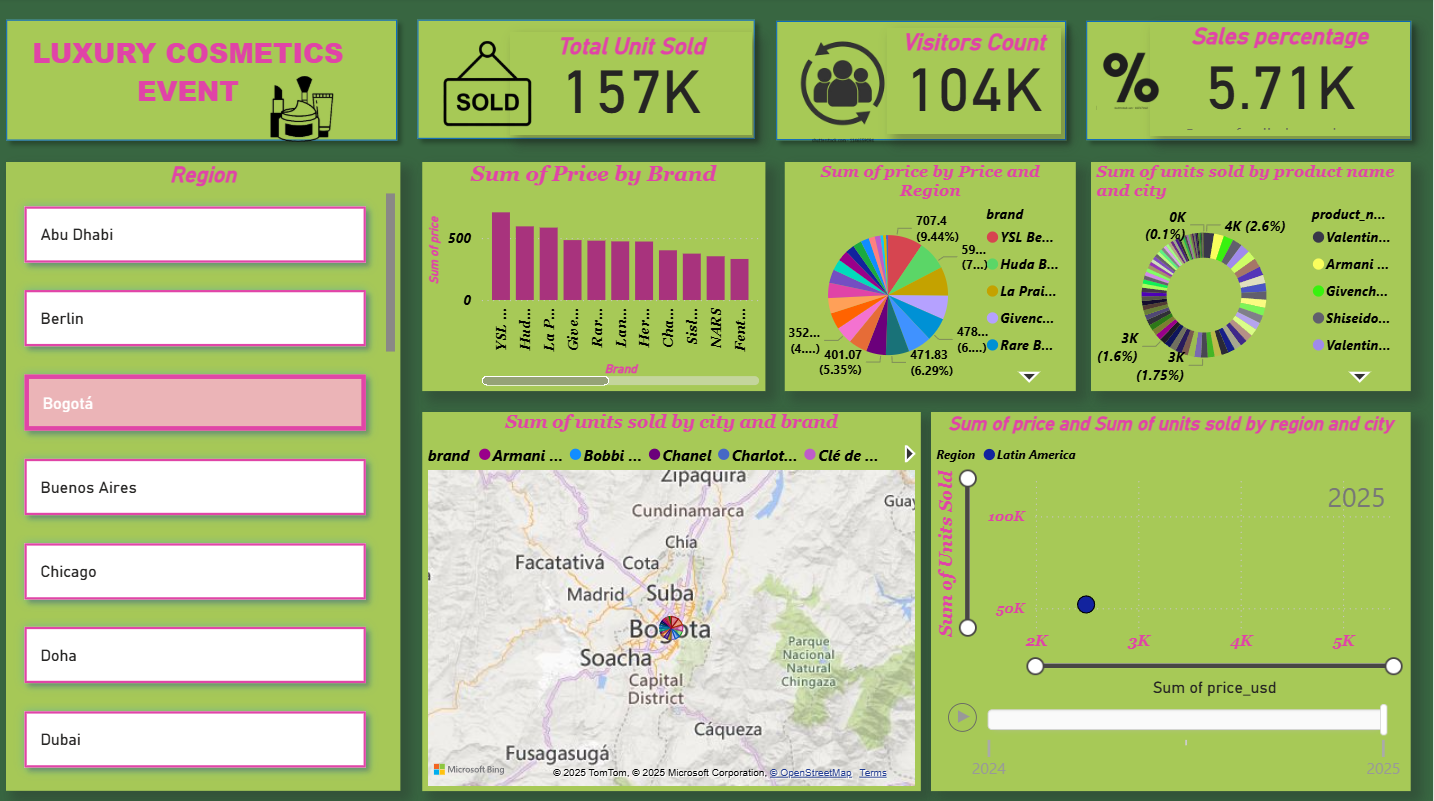 LUXURY COSMETICS
EVENT
SOLD
Total Unit Sold
157K
Visitors Count
104K
%
Sales percentage
5.71K
Region
Abu Dhabi
Berlin
Bogotá
Buenos Aires
Chicago
Doha
Dubai
Sum of Price by Brand
Sum of price
500
0
YSL ...
Hud...
La P...
Give...
Rar...
Lan...
Her...
Cha...
Sisl...
NARS
Fent...
Brand
Sum of price by Price and
Region
707.4
(9.44%)
59...
(7...)
478...
(6....)
471.83
(6.29%)
401.07
(5.35%)
352...
(4....)
brand
YSL Be...
Huda B...
La Prai...
Givenc...
Rare B...
Sum of units sold by product name
and city
0K
(0.1%)
4K (2.6%)
3K
(1.6%)
3K
(1.75%)
product_n...
Valentin...
Armani ...
Givench...
Shiseido...
Valentin...
Sum of units sold by city and brand
brand Armani ... Bobbi ... Chanel Charlot... Clé de ...
Zipaquirá
Cundinamarca
Guay
Chía
Facatativá
Cota
Madrid
Suba
Bogota
Soacha
Capital
District
Parque
Nacional
Natural
Chingaza
Cáqueza
Fusagasugá
Microsoft Bing
© 2025 TomTom, © 2025 Microsoft Corporation, © OpenStreetMap Terms
Sum of price and Sum of units sold by region and city
Region Latin America
Sum of Units Sold
2025
100K
50K
2K 3K 4K 5K
Sum of price_usd
2024 2025